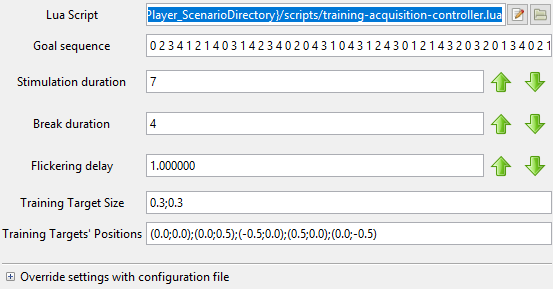 Lua Script Player_ScenarioDirectory}/scripts/training-acquisition-controller.lua
Goal sequence 0 2 3 4 1 2 1 4 0 3 1 4 2 3 4 0 2 0 4 3 1 0 4 3 0 1 2 1 4 3 2 0 3 2 0 1 3 4 0 2 1
Stimulation duration 7
Break duration 4
Flickering delay 1.000000
Training Target Size 0.3;0.3
Training Targets' Positions (0.0;0.0);(0.0;0.5);(-0.5;0.0);(0.5;0.0);(0.0;-0.5)
Override settings with configuration file